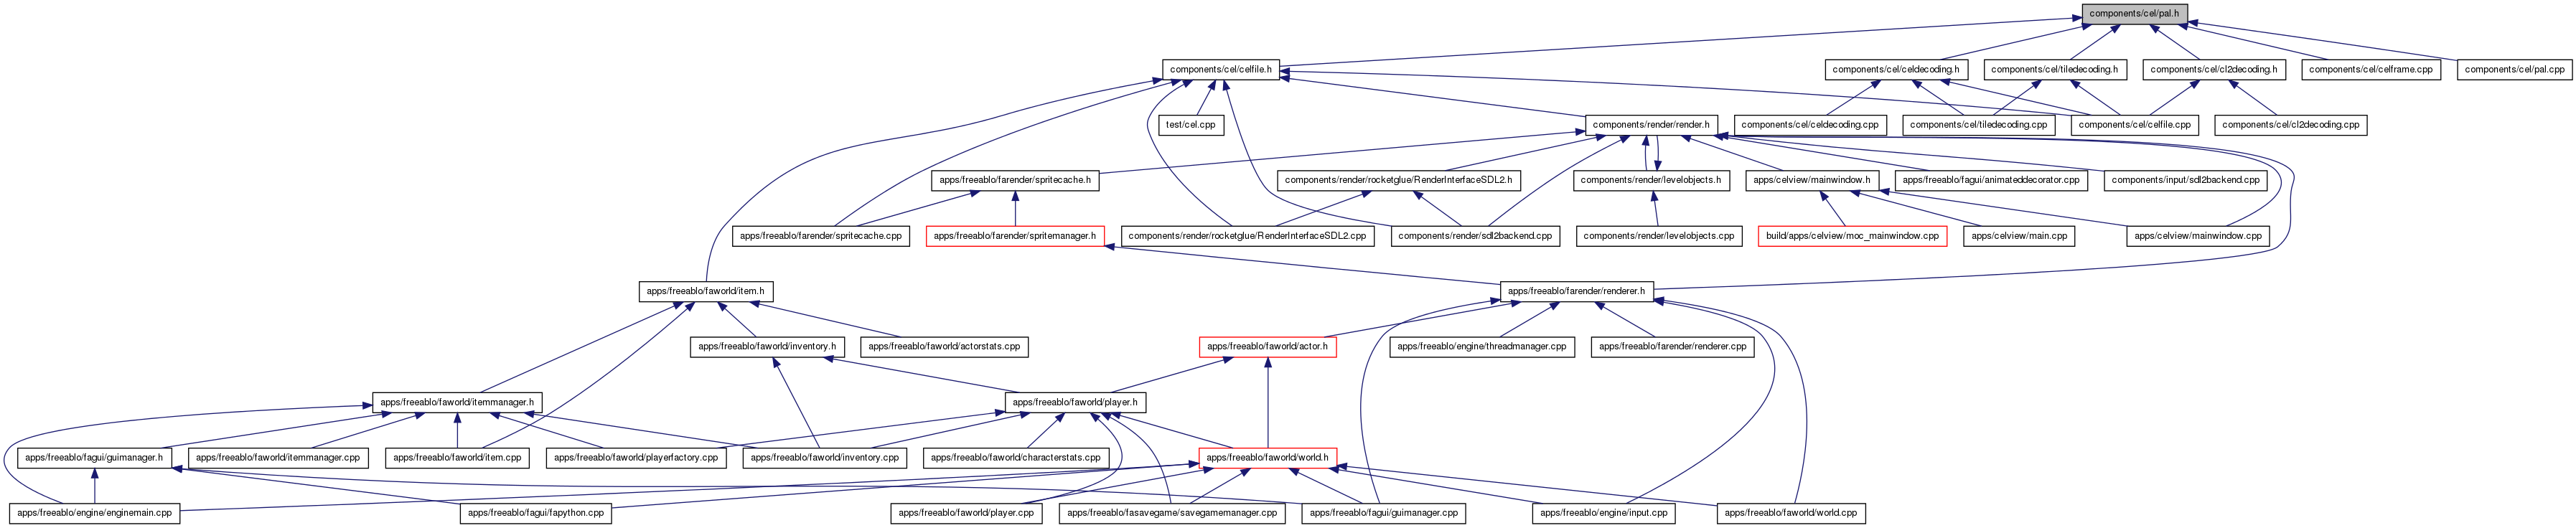 components/cel/pal.h
components/cel/celfile.h
components/cel/celdecoding.h
components/cel/tiledecoding.h
components/cel/cl2decoding.h
components/cel/celframe.cpp
components/cel/pal.cpp
test/cel.cpp
components/render/render.h
components/cel/celdecoding.cpp
components/cel/tiledecoding.cpp
components/cel/celfile.cpp
components/cel/cl2decoding.cpp
apps/freeablo/farender/spritecache.h
components/render/rocketglue/RenderInterfaceSDL2.h
components/render/levelobjects.h
apps/celview/mainwindow.h
apps/freeablo/fagui/animateddecorator.cpp
components/input/sdl2backend.cpp
apps/freeablo/farender/spritecache.cpp
apps/freeablo/farender/spritemanager.h
components/render/rocketglue/RenderInterfaceSDL2.cpp
components/render/sdl2backend.cpp
components/render/levelobjects.cpp
build/apps/celview/moc_mainwindow.cpp
apps/celview/main.cpp
apps/celview/mainwindow.cpp
apps/freeablo/faworld/item.h
apps/freeablo/farender/renderer.h
apps/freeablo/faworld/inventory.h
apps/freeablo/faworld/actorstats.cpp
apps/freeablo/faworld/actor.h
apps/freeablo/engine/threadmanager.cpp
apps/freeablo/farender/renderer.cpp
apps/freeablo/faworld/itemmanager.h
apps/freeablo/faworld/player.h
apps/freeablo/fagui/guimanager.h
apps/freeablo/faworld/itemmanager.cpp
apps/freeablo/faworld/item.cpp
apps/freeablo/faworld/playerfactory.cpp
apps/freeablo/faworld/inventory.cpp
apps/freeablo/faworld/characterstats.cpp
apps/freeablo/faworld/world.h
apps/freeablo/engine/enginemain.cpp
apps/freeablo/fagui/fapython.cpp
apps/freeablo/faworld/player.cpp
apps/freeablo/fasavegame/savegamemanager.cpp
apps/freeablo/fagui/guimanager.cpp
apps/freeablo/engine/input.cpp
apps/freeablo/faworld/world.cpp